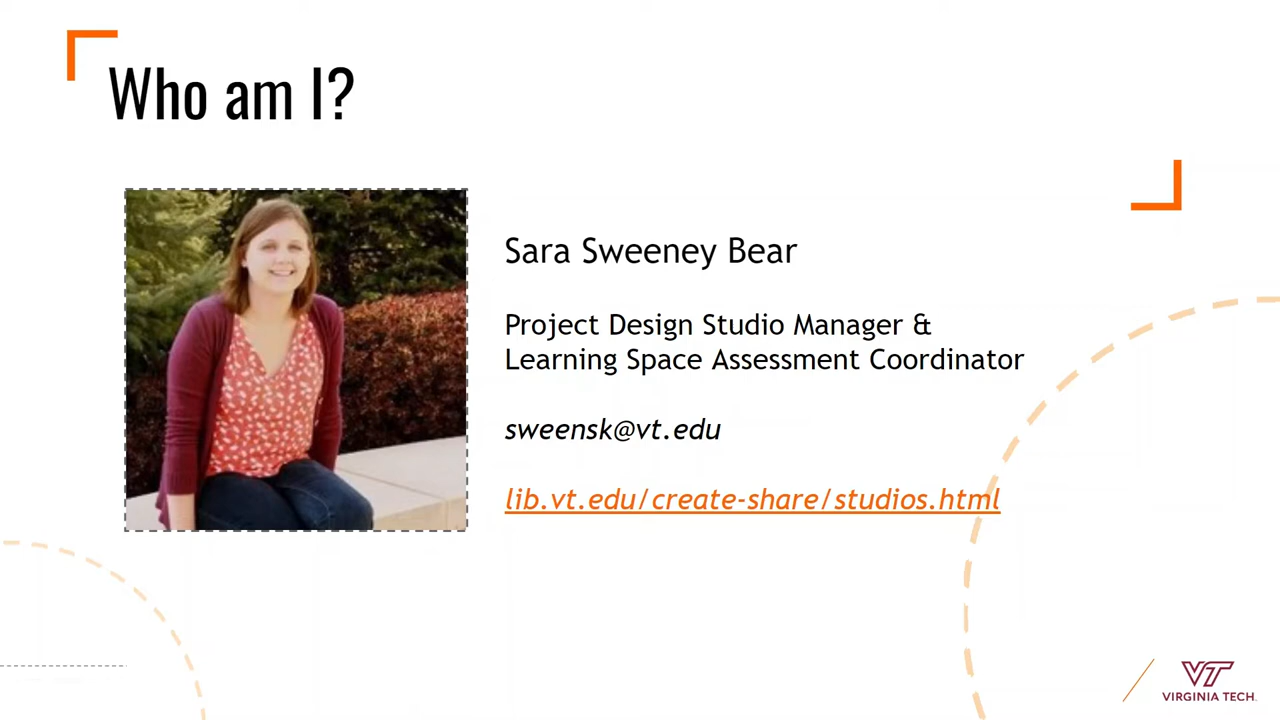 Who am I?
Sara Sweeney Bear
Project Design Studio Manager &
Learning Space Assessment Coordinator
sweensk@vt.edu
lib.vt.edu/create-share/studios.html
VT
VIRGINIA TECH.